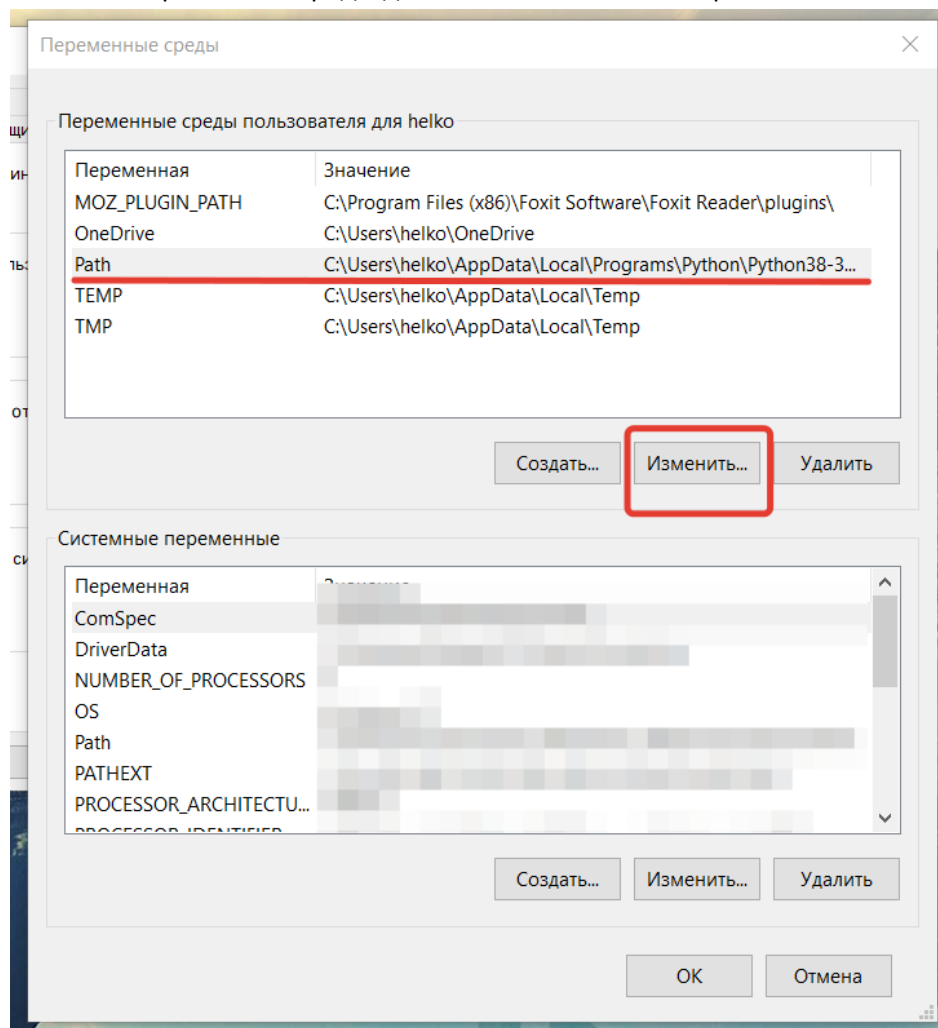 Переменные среды
Переменные среды пользователя для helko
Переменная Значение
MOZ_PLUGIN_PATH C:\Program Files (x86)\Foxit Software\Foxit Reader\plugins\
OneDrive C:\Users\helko\OneDrive
Path C:\Users\helko\AppData\Local\Programs\Python\Python38-3...
TEMP C:\Users\helko\AppData\Local\Temp
TMP C:\Users\helko\AppData\Local\Temp
Создать... Изменить... Удалить
Системные переменные
Переменная
ComSpec
DriverData
NUMBER_OF_PROCESSORS
OS
Path
PATHEXT
PROCESSOR_ARCHITECTU...
Создать... Изменить... Удалить
ОК Отмена